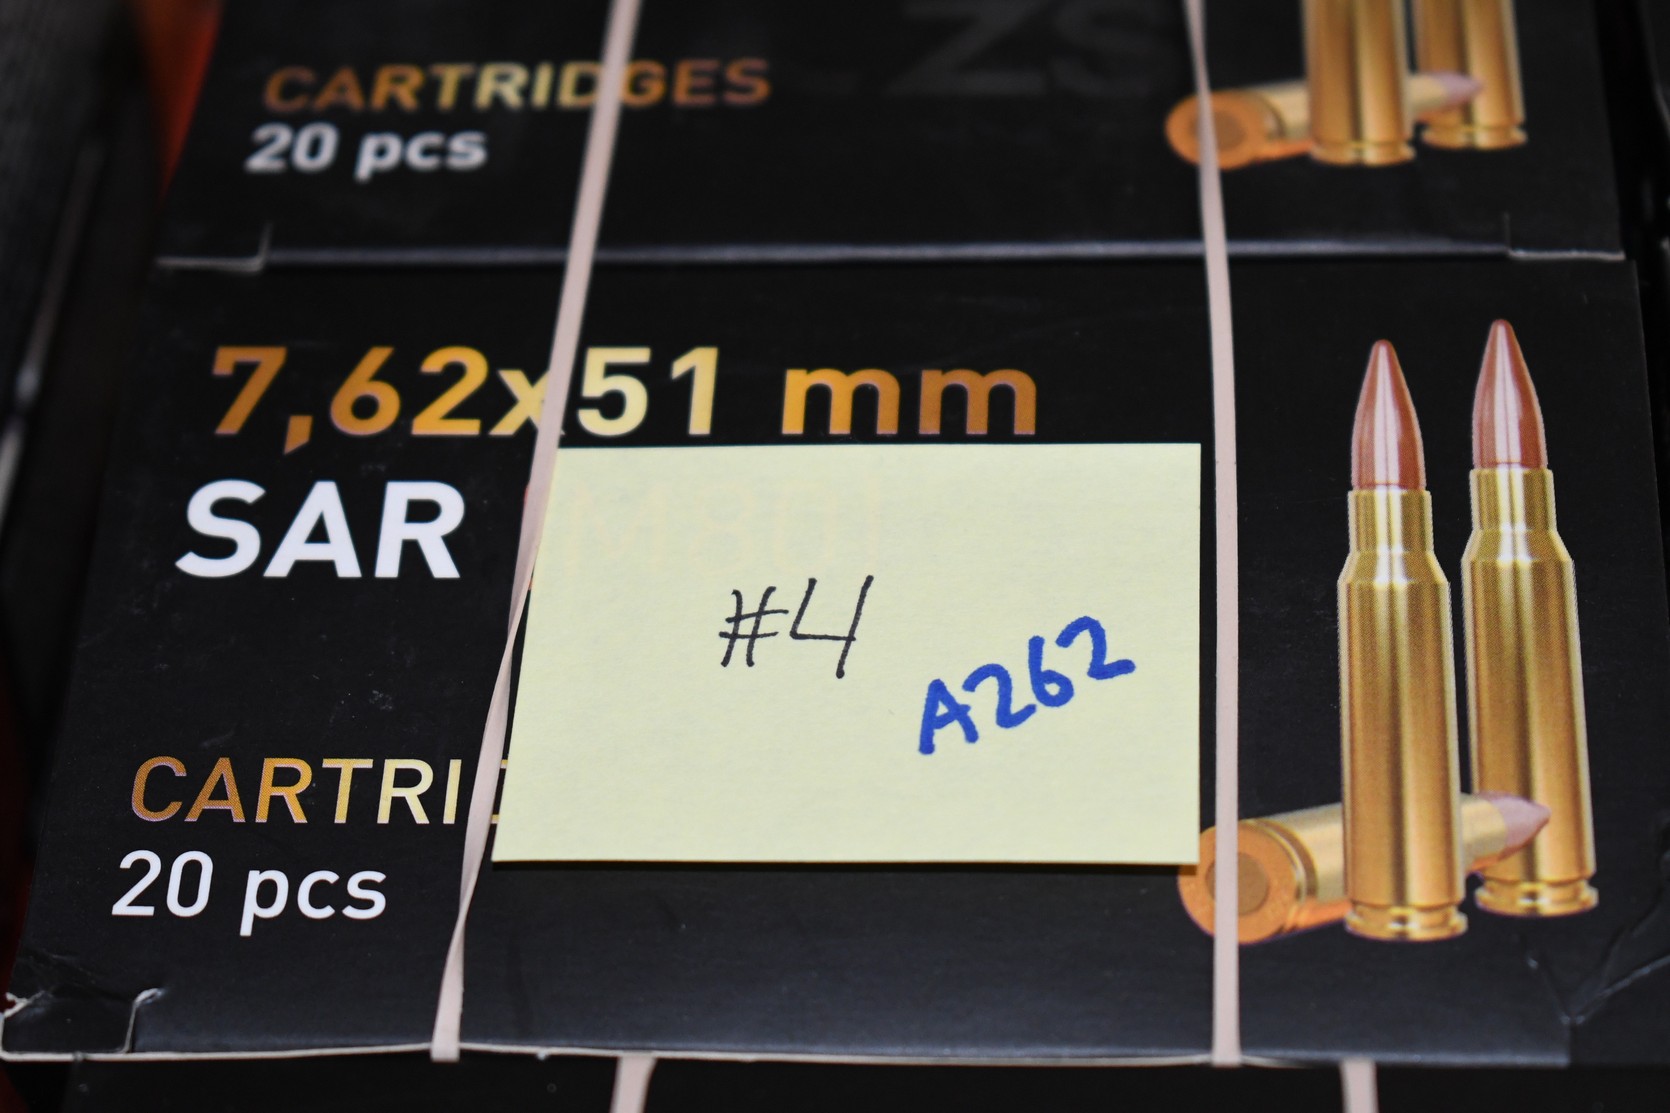 CARTRIDGES
20 pcs
7,62x51 mm
SAR
#4
A262
CARTRI
20 pcs